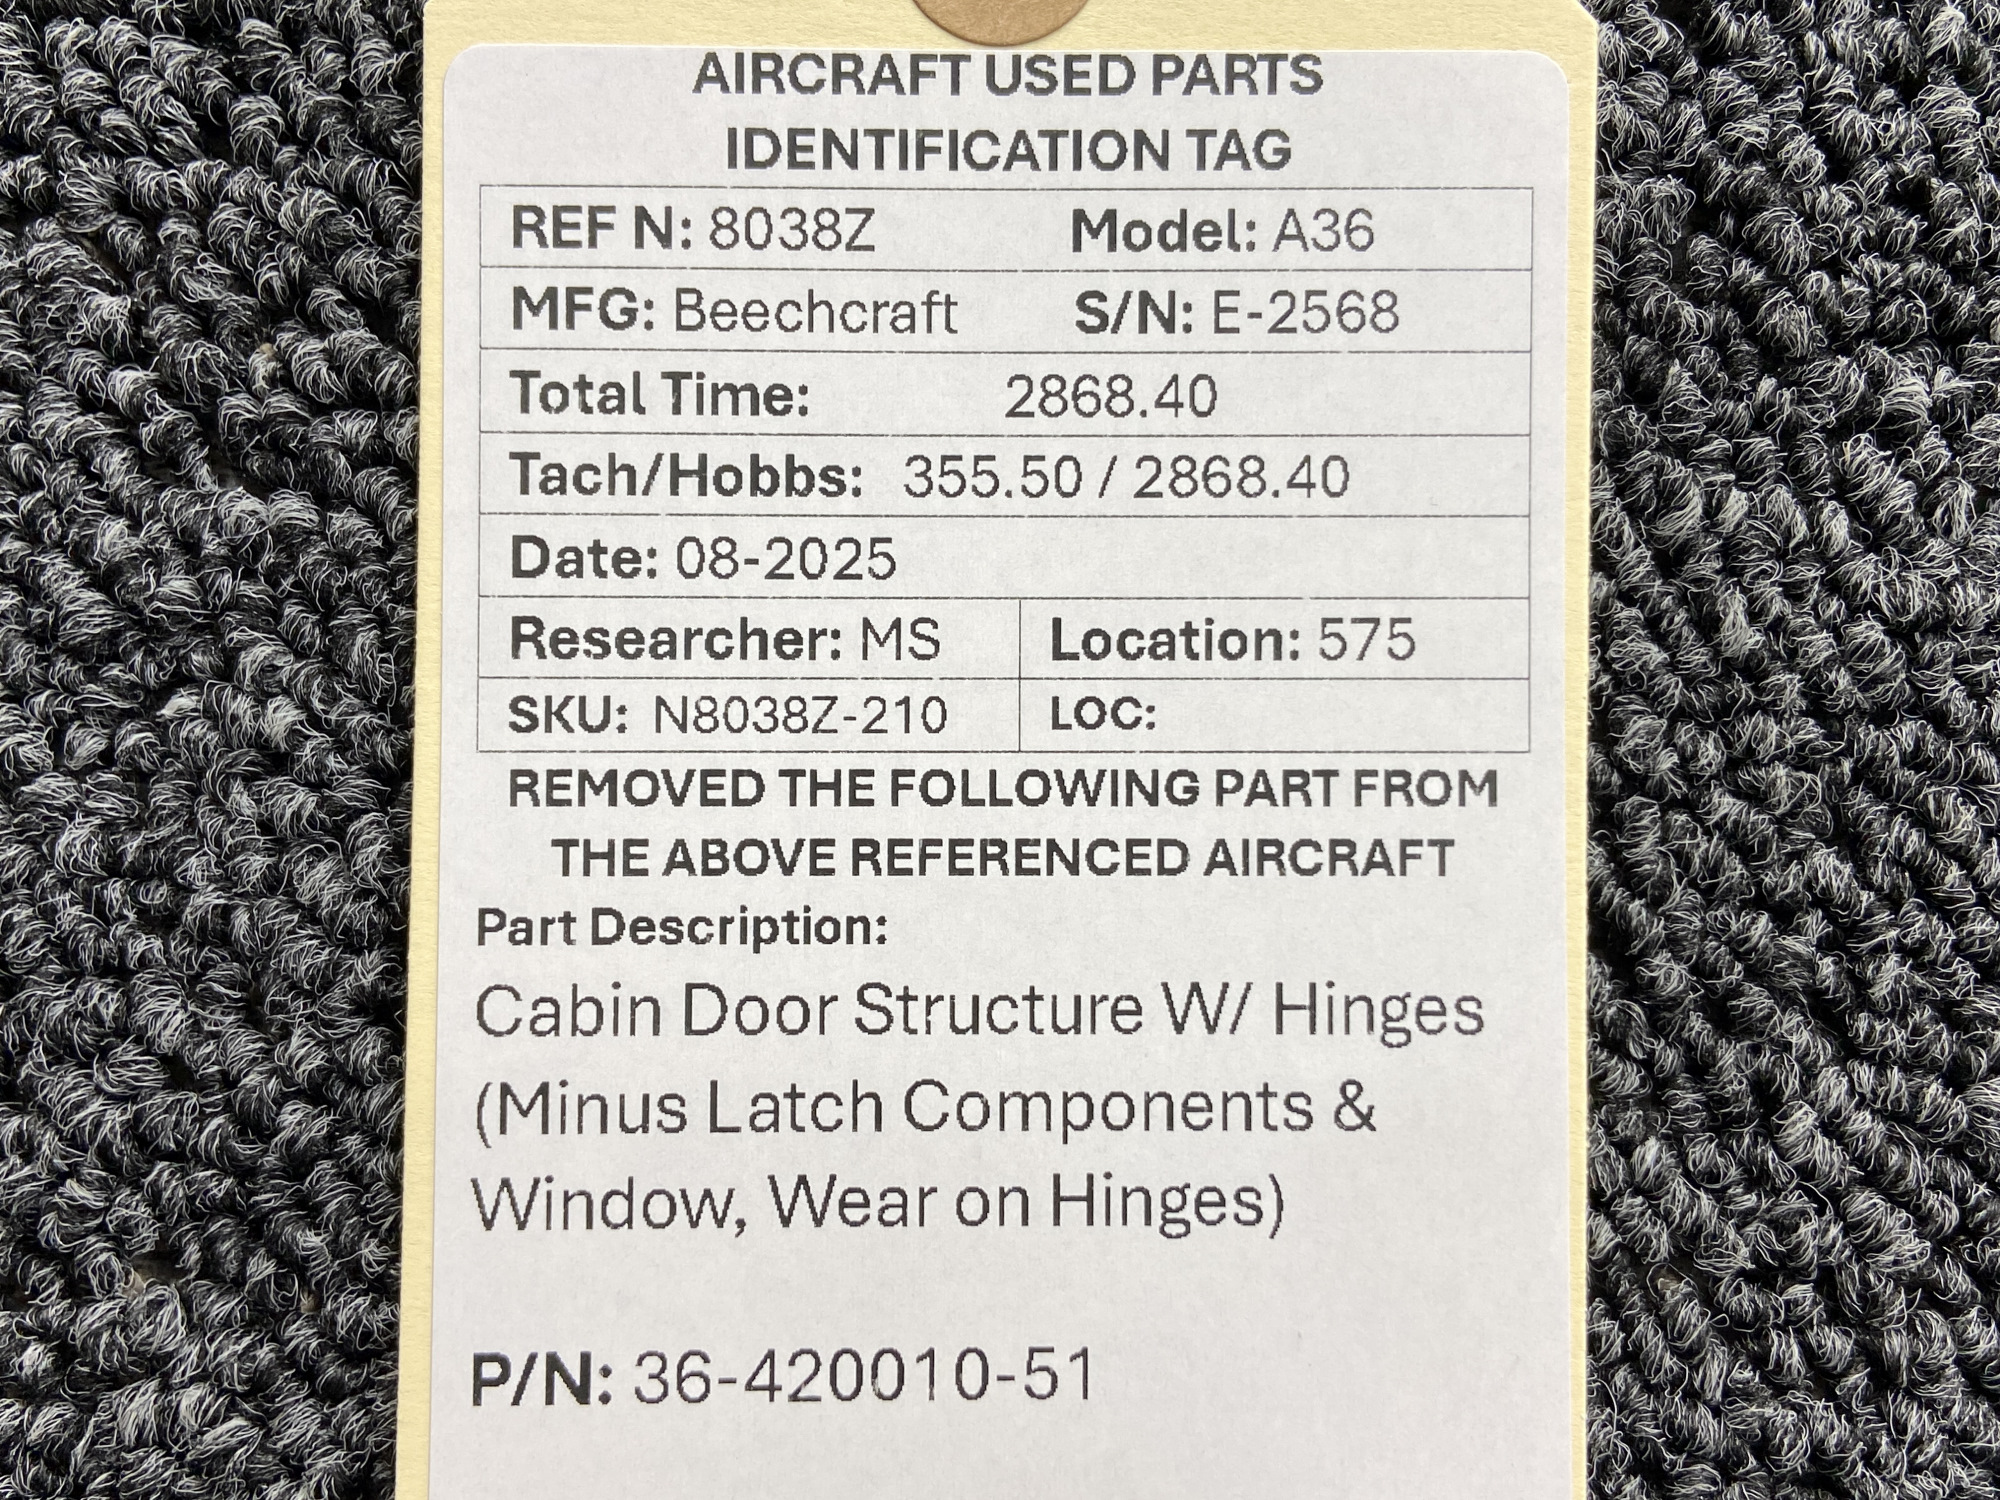 AIRCRAFT USED PARTS
IDENTIFICATION TAG
REF N: 8038Z Model: A36
MFG: Beechcraft S/N: E-2568
Total Time: 2868.40
Tach/Hobbs: 355.50 / 2868.40
Date: 08-2025
Researcher: MS Location: 575
SKU: N8038Z-210 LOC:
REMOVED THE FOLLOWING PART FROM
THE ABOVE REFERENCED AIRCRAFT
Part Description:
Cabin Door Structure W/ Hinges
(Minus Latch Components &
Window, Wear on Hinges)
P/N: 36-420010-51